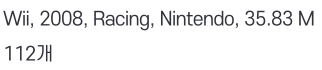 Wii, 2008, Racing, Nintendo, 35.83 M
112개